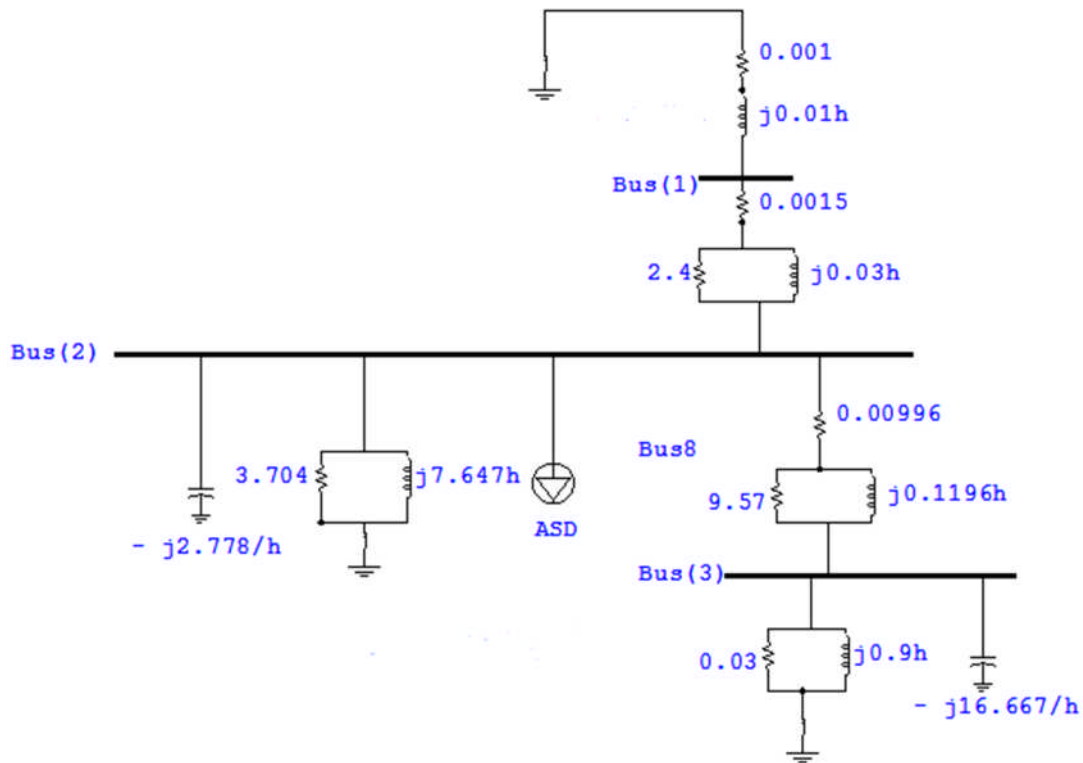 0.001
j0.01h
Bus(1)
0.0015
2.4
j0.03h
Bus(2)
0.00996
Bus8
3.704
j7.647h
9.57
j0.1196h
ASD
- j2.778/h
Bus(3)
0.03
j0.9h
- j16.667/h